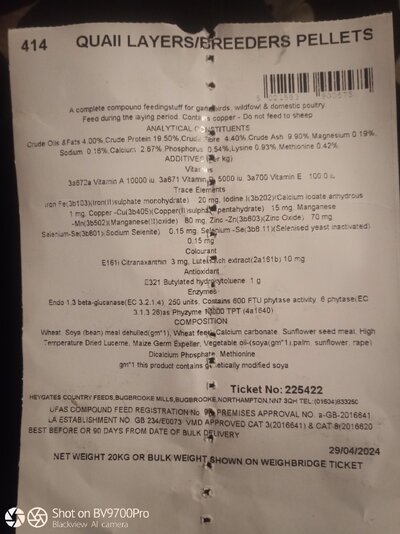 414 QUAIL LAYERS/BREEDERS PELLETS
A complete compound feedingstuff for gamebirds, wildfowl & domestic poultry.
Feed during the laying period. Contains copper - Do not feed to sheep
ANALYTICAL CONSTITUENTS
Crude Oils &Fats 4.00%,Crude Protein 19.50%,Crude Fibre 4.40%,Crude Ash 9.90%,Magnesium 0.19%,
Sodium 0.16%,Calcium 2.67%,Phosphorus 0.54%,Lysine 0.93%,Methionine 0.42%.
ADDITIVES (per kg)
Vitamins
3a672a Vitamin A 10000 iu, 3a671 Vitamin D 5000 iu, 3a700 Vitamin E 100.0 iu,
Trace Elements
Iron Fe(3b103)(Iron(II)sulphate monohydrate) 20 mg, Iodine I(3b202)(Calcium iodate anhydrous
1 mg, Copper -Cu(3b405)(Copper(II)sulphate pentahydrate) 15 mg, Manganese
-Mn(3b502)(Manganese(II)oxide) 80 mg, Zinc -Zn(3b603)(Zinc Oxide) 70 mg
Selenium-Se(3b801)(Sodium Selenite) 0.15 mg, Selenium -Se(3b8.11)(Selenised yeast inactivated)
0.15 mg
Colourant
E161i Citranaxanthin 3 mg, Lutein rich extract(2a161b) 10 mg
Antioxidant
E321 Butylated hydroxytoluene 1 g
Enzymes
Endo 1.3 beta-glucanase(EC 3.2.1.4) 250 units, Contains 600 FTU phytase activity, 6 phytase(EC
3.1.3.26)as Phyzyme 10000 TPT (4a1640)
COMPOSITION
Wheat, Soya (bean) meal dehulled(gm*1), Wheat feed, Calcium carbonate, Sunflower seed meal, High
Temperature Dried Lucerne, Maize Germ Expeller, Vegetable oil-(soya(gm*1),palm, sunflower, rape)
Dicalcium Phosphate, Methionine
gm*1 this product contains genetically modified soya
Ticket No: 225422
HEYGATES COUNTRY FEEDS,BUGBROOKE MILLS,BUGBROOKE,NORTHAMPTON,NN7 3QH TEL:(01604)833250
UFAS COMPOUND FEED REGISTRATION No PREMISES APPROVAL NO. a-GB-2016641
LA ESTABLISHMENT NO. GB 234/E0073 VMD APPROVED CAT 3(2016641) & CAT 8(2016620
BEST BEFORE OR 90 DAYS FROM DATE OF BULK DELIVERY
29/04/2024
NET WEIGHT 20KG OR BULK WEIGHT SHOWN ON WEIGHBRIDGE TICKET
Shot on BV9700Pro
Blackview AI camera